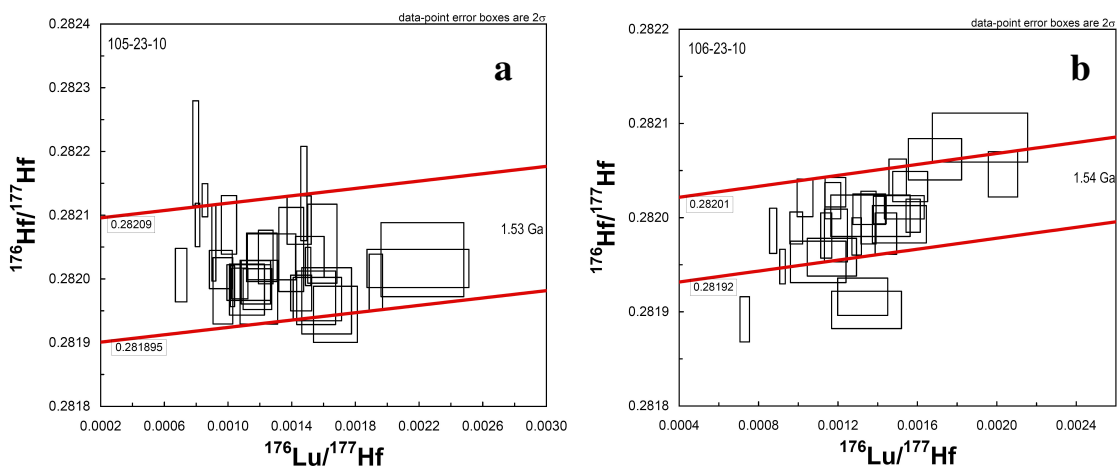 data-point error boxes are 2σ
105-23-10
a
0.2824
0.2823
0.2822
0.2821
0.2820
0.2819
0.2818
176Hf/177Hf
0.28209
1.53 Ga
0.281895
0.0002 0.0006 0.0010 0.0014 0.0018 0.0022 0.0026 0.0030
176Lu/177Hf
data-point error boxes are 2σ
106-23-10
b
0.2822
0.2821
0.2820
0.2819
0.2818
176Hf/177Hf
1.54 Ga
0.28201
0.28192
0.0004 0.0008 0.0012 0.0016 0.0020 0.0024
176Lu/177Hf